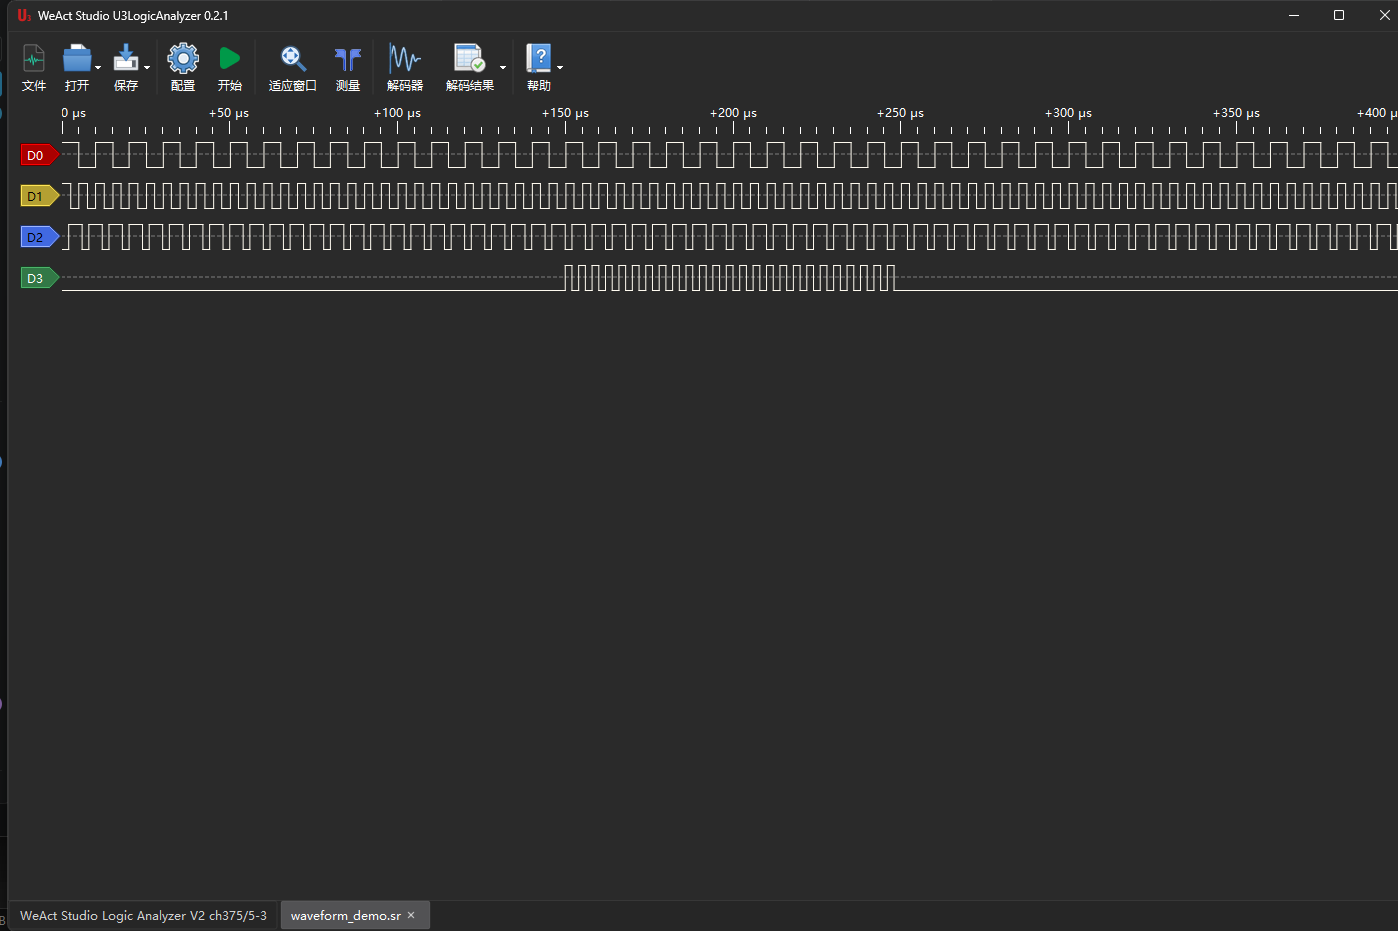 WeAct Studio U3LogicAnalyzer 0.2.1
文件 打开 保存 配置 开始 适应窗口 测量 解码器 解码结果 帮助
0 µs +50 µs +100 µs +150 µs +200 µs +250 µs +300 µs +350 µs +400 µ
D0
D1
D2
D3
WeAct Studio Logic Analyzer V2 ch375/5-3 waveform_demo.sr ×